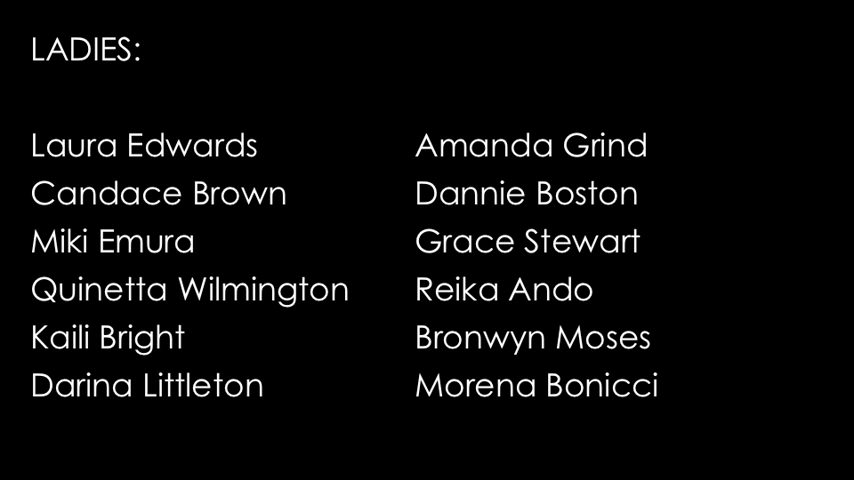 LADIES:
Laura Edwards
Candace Brown
Miki Emura
Quinetta Wilmington
Kaili Bright
Darina Littleton
Amanda Grind
Dannie Boston
Grace Stewart
Reika Ando
Bronwyn Moses
Morena Bonicci